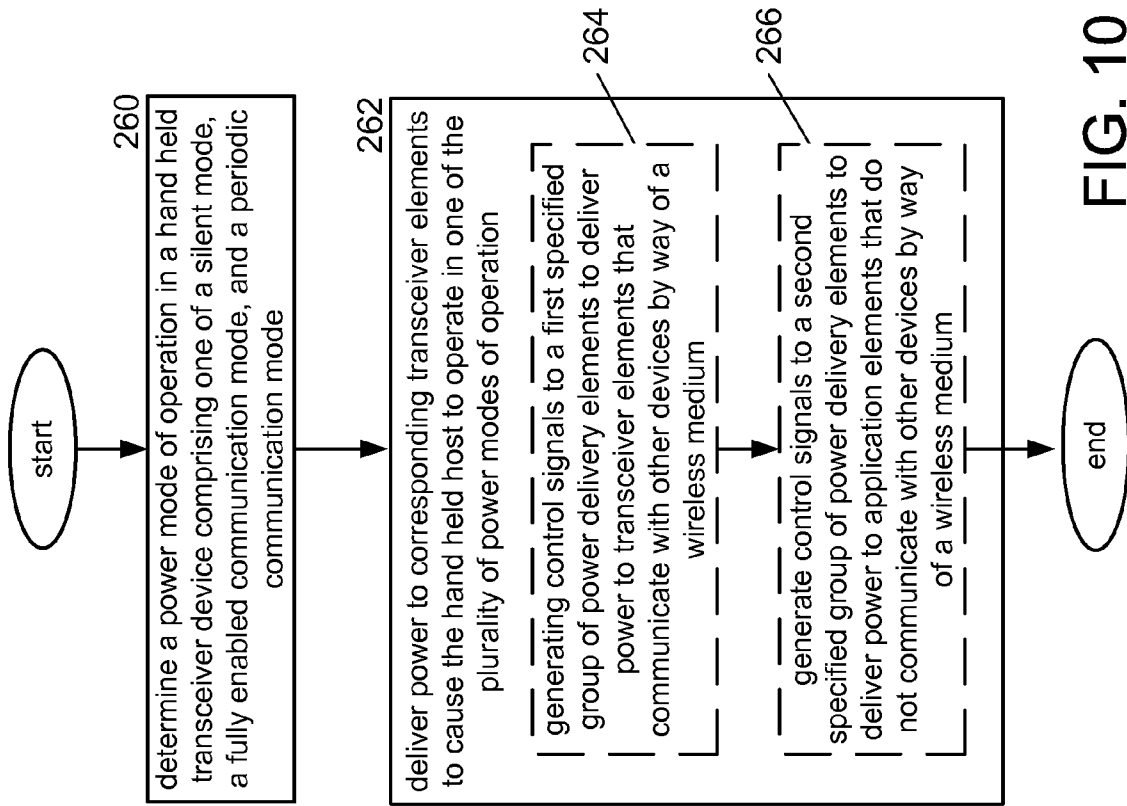 start
260
determine a power mode of operation in a hand held
transceiver device comprising one of a silent mode,
a fully enabled communication mode, and a periodic
communication mode
262
deliver power to corresponding transceiver elements
to cause the hand held host to operate in one of the
plurality of power modes of operation
264
generating control signals to a first specified
group of power delivery elements to deliver
power to transceiver elements that
communicate with other devices by way of a
wireless medium
266
generate control signals to a second
specified group of power delivery elements to
deliver power to application elements that do
not communicate with other devices by way
of a wireless medium
end
FIG. 10